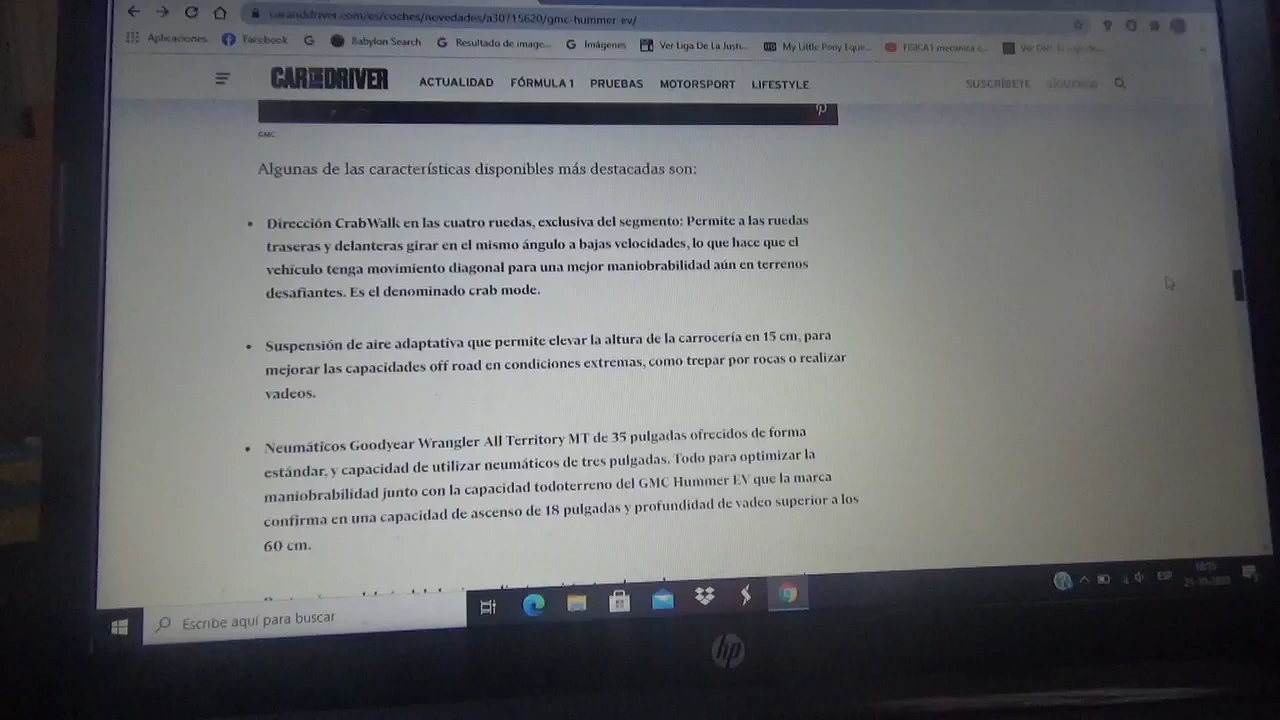 caranddriver.com/es/coches/novedades/a30715620/gmc-hummer-ev/
Aplicaciones Facebook Babylon Search Resultado de image... Imágenes Ver Liga De La Justi... My Little Pony Eque... FISICA 1 mecanica c...
CAR AND DRIVER ACTUALIDAD FÓRMULA 1 PRUEBAS MOTORSPORT LIFESTYLE SUSCRÍBETE SÍGUENOS
GMC
Algunas de las características disponibles más destacadas son:
• Dirección CrabWalk en las cuatro ruedas, exclusiva del segmento: Permite a las ruedas
traseras y delanteras girar en el mismo ángulo a bajas velocidades, lo que hace que el
vehículo tenga movimiento diagonal para una mejor maniobrabilidad aún en terrenos
desafiantes. Es el denominado crab mode.
• Suspensión de aire adaptativa que permite elevar la altura de la carrocería en 15 cm, para
mejorar las capacidades off road en condiciones extremas, como trepar por rocas o realizar
vadeos.
• Neumáticos Goodyear Wrangler All Territory MT de 35 pulgadas ofrecidos de forma
estándar, y capacidad de utilizar neumáticos de tres pulgadas. Todo para optimizar la
maniobrabilidad junto con la capacidad todoterreno del GMC Hummer EV que la marca
confirma en una capacidad de ascenso de 18 pulgadas y profundidad de vadeo superior a los
60 cm.
Escribe aquí para buscar
ESP
hp